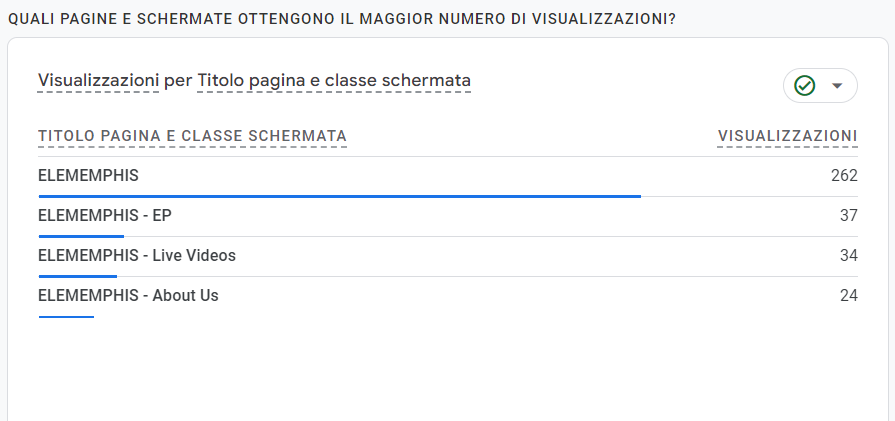 QUALI PAGINE E SCHERMATE OTTENGONO IL MAGGIOR NUMERO DI VISUALIZZAZIONI?
Visualizzazioni per Titolo pagina e classe schermata
TITOLO PAGINA E CLASSE SCHERMATA VISUALIZZAZIONI
ELEMEMPHIS 262
ELEMEMPHIS - EP 37
ELEMEMPHIS - Live Videos 34
ELEMEMPHIS - About Us 24